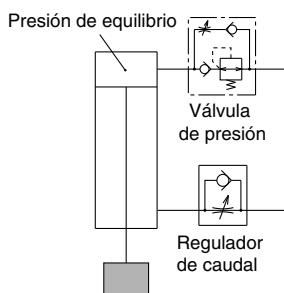 Presión de equilibrio
Válvula
de presión
Regulador
de caudal